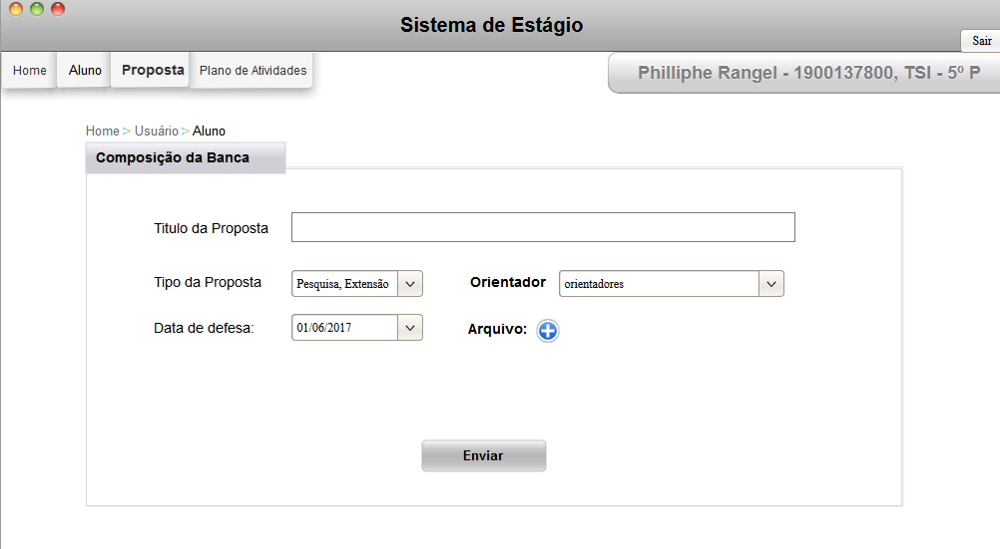 Sistema de Estágio
Sair
Home Aluno Proposta Plano de Atividades
Philliphe Rangel - 1900137800, TSI - 5º P
Home > Usuário > Aluno
Composição da Banca
Titulo da Proposta
Tipo da Proposta Pesquisa, Extensão Orientador orientadores
Data de defesa: 01/06/2017 Arquivo:
Enviar